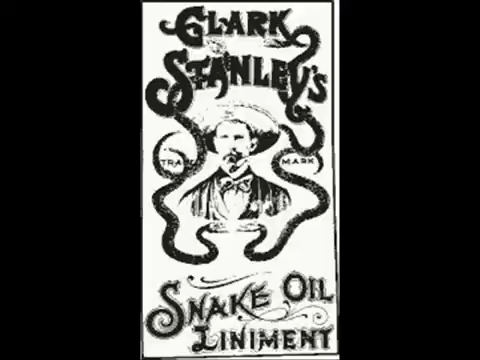 CLARK
STANLEY'S
TRADE MARK
SNAKE OIL
LINIMENT